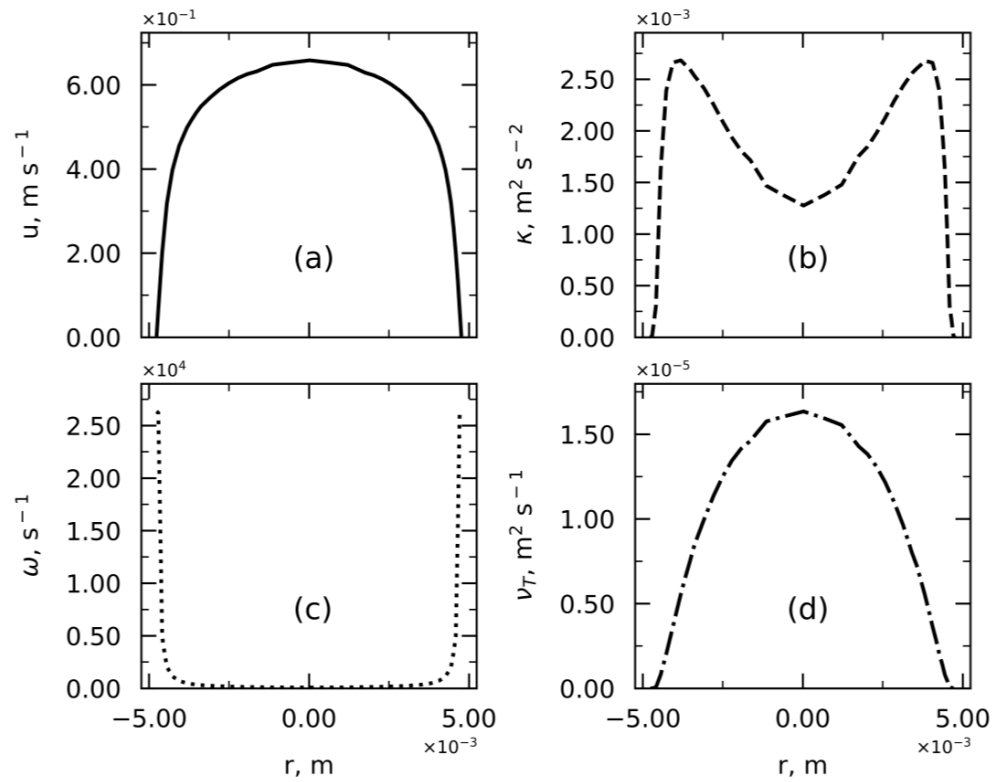 ×10⁻¹
6.00
4.00
2.00
0.00
u, m s⁻¹
(a)
×10⁻³
2.50
2.00
1.50
1.00
0.50
0.00
κ, m² s⁻²
(b)
×10⁴
2.50
2.00
1.50
1.00
0.50
0.00
ω, s⁻¹
(c)
−5.00 0.00 5.00
×10⁻³
r, m
×10⁻⁵
1.50
1.00
0.50
0.00
ν_T, m² s⁻¹
(d)
−5.00 0.00 5.00
×10⁻³
r, m